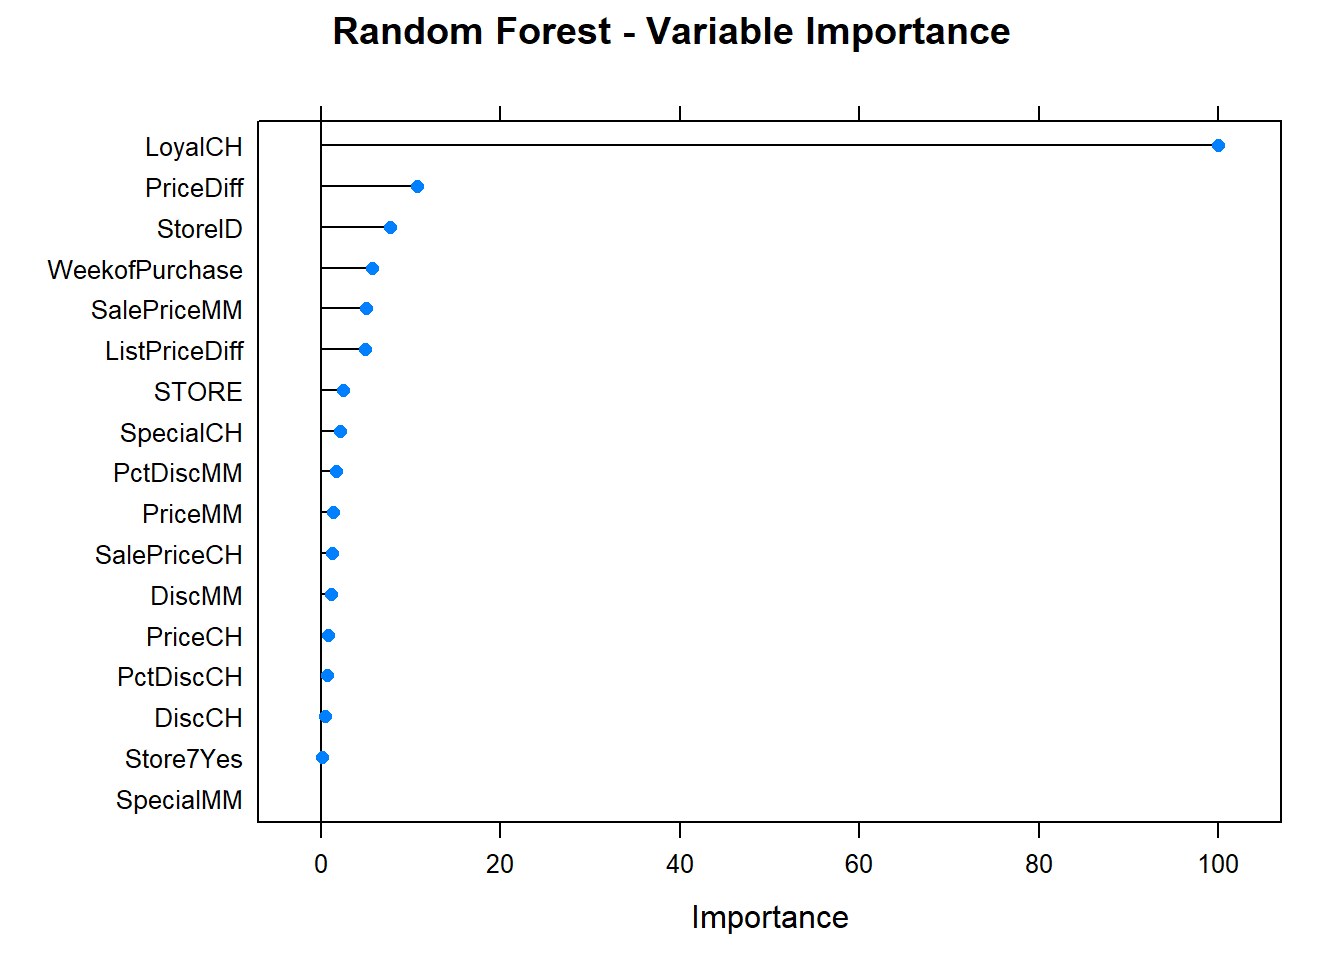 Random Forest - Variable Importance
LoyalCH
PriceDiff
StoreID
WeekofPurchase
SalePriceMM
ListPriceDiff
STORE
SpecialCH
PctDiscMM
PriceMM
SalePriceCH
DiscMM
PriceCH
PctDiscCH
DiscCH
Store7Yes
SpecialMM
0 20 40 60 80 100
Importance